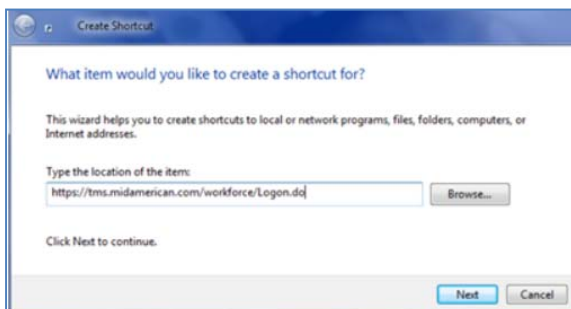 Create Shortcut
What item would you like to create a shortcut for?
This wizard helps you to create shortcuts to local or network programs, files, folders, computers, or
Internet addresses.
Type the location of the item:
https://tms.midamerican.com/workforce/Logon.do
Browse...
Click Next to continue.
Next
Cancel